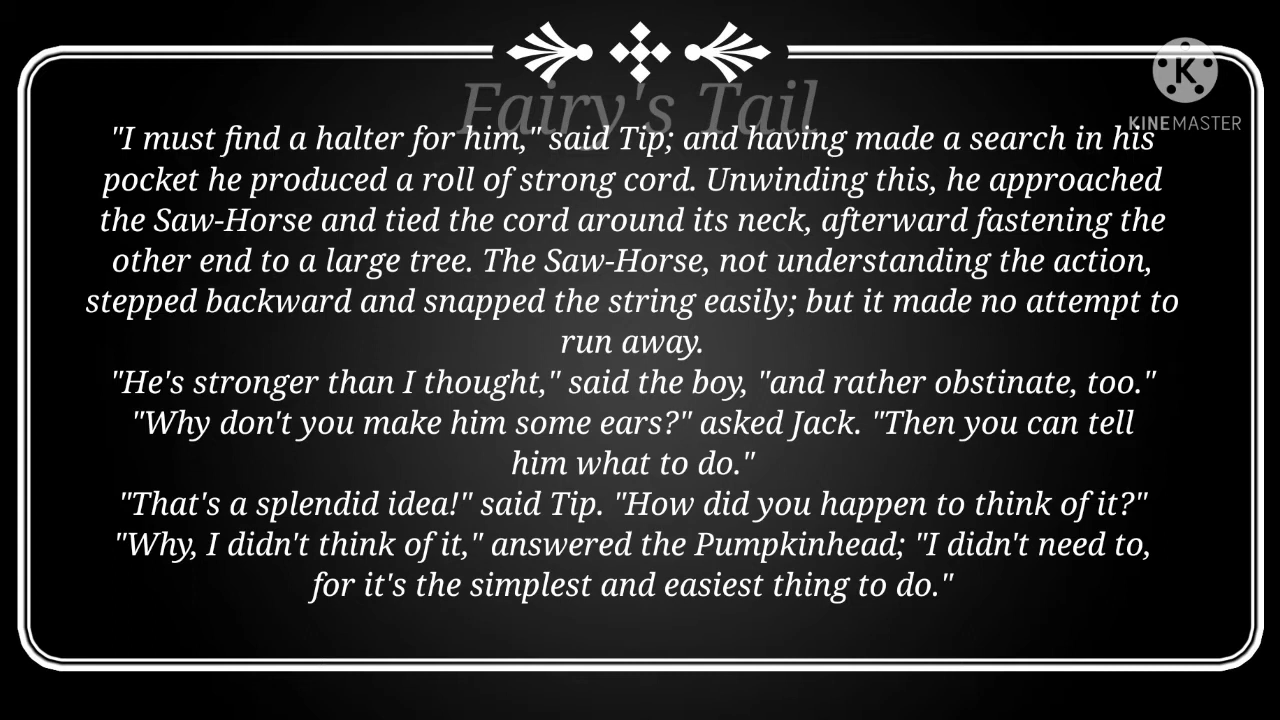 Fairy's Tail
KINEMASTER
"I must find a halter for him," said Tip; and having made a search in his
pocket he produced a roll of strong cord. Unwinding this, he approached
the Saw-Horse and tied the cord around its neck, afterward fastening the
other end to a large tree. The Saw-Horse, not understanding the action,
stepped backward and snapped the string easily; but it made no attempt to
run away.
"He's stronger than I thought," said the boy, "and rather obstinate, too."
"Why don't you make him some ears?" asked Jack. "Then you can tell
him what to do."
"That's a splendid idea!" said Tip. "How did you happen to think of it?"
"Why, I didn't think of it," answered the Pumpkinhead; "I didn't need to,
for it's the simplest and easiest thing to do."